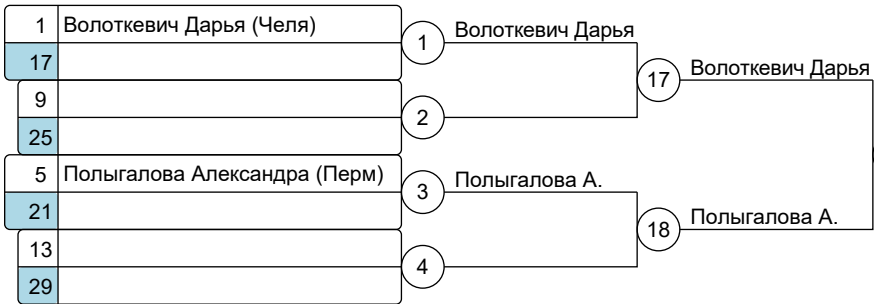 1 Волоткевич Дарья (Челя)
1 Волоткевич Дарья
17
17 Волоткевич Дарья
9
2
25
5 Полыгалова Александра (Перм)
3 Полыгалова А.
21
18 Полыгалова А.
13
4
29